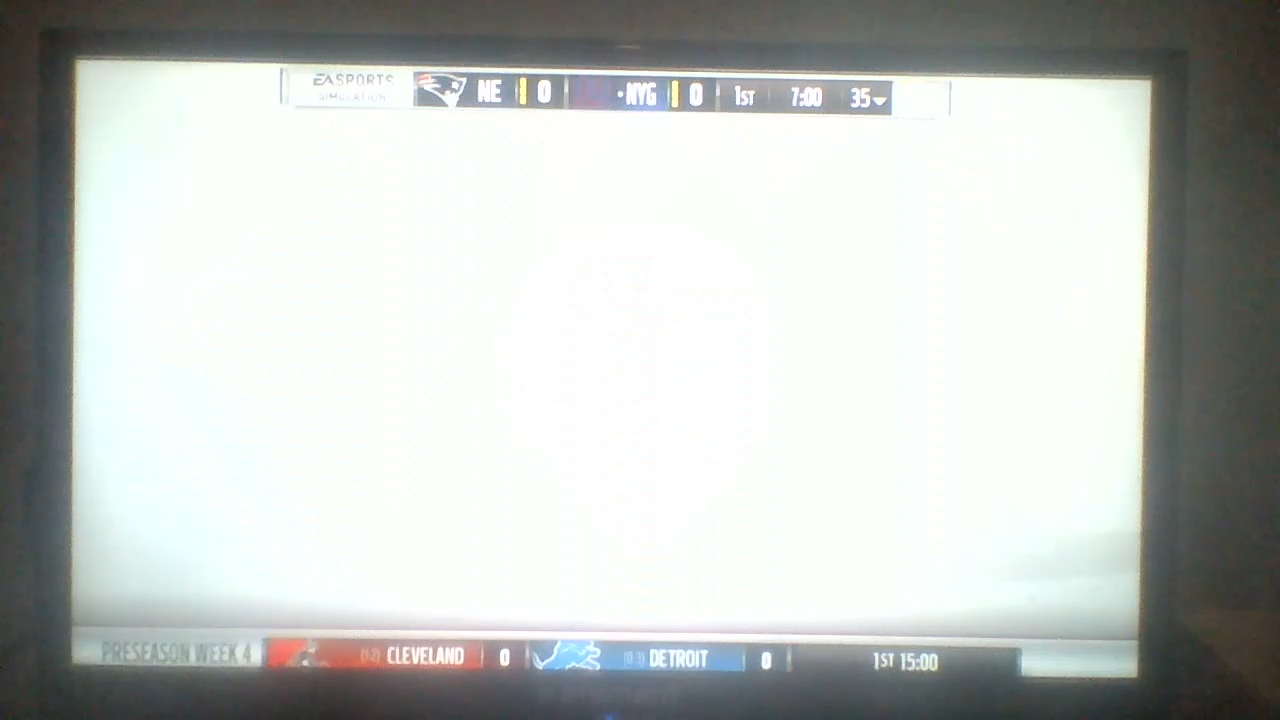 EA SPORTS NE 0 NYG 0 1ST 7:00 35
SIMULATION
PRESEASON WEEK 4 CLEVELAND 0 DETROIT 0 1ST 15:00